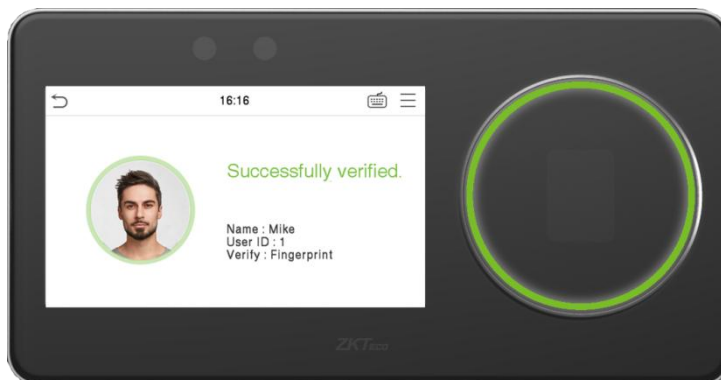 16:16
Successfully verified.
Name : Mike
User ID : 1
Verify : Fingerprint
ZKTeco